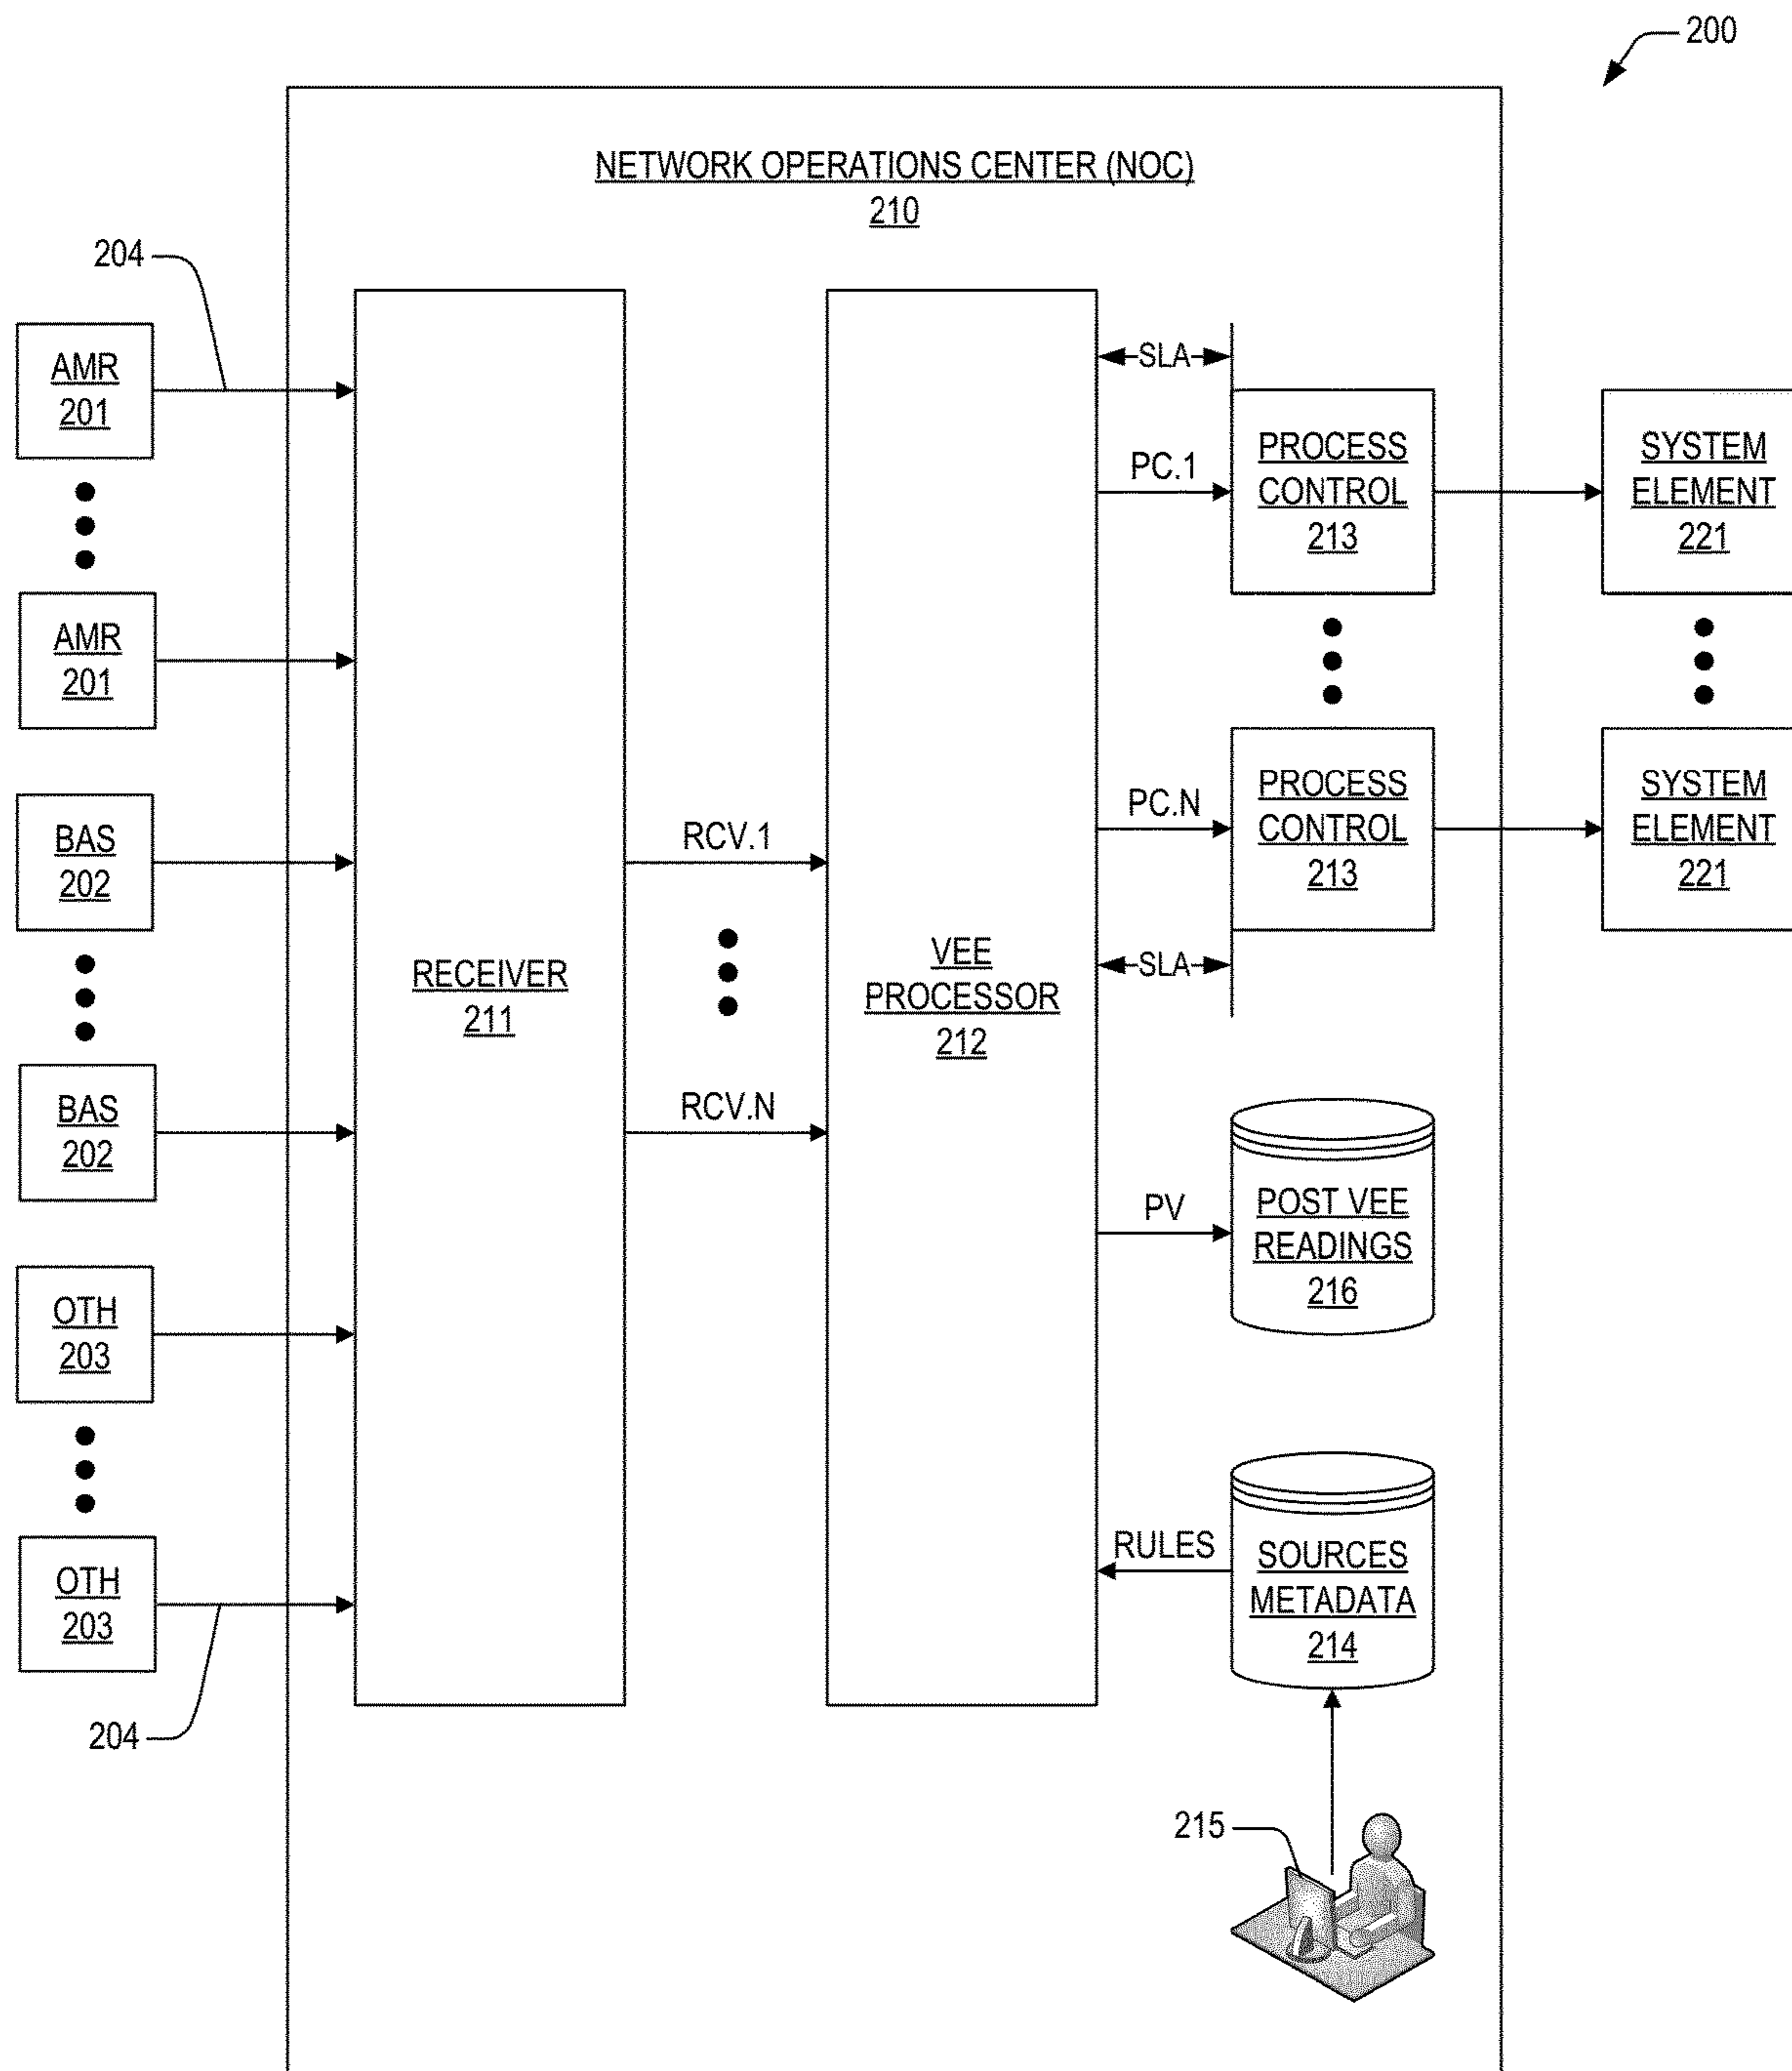 200
NETWORK OPERATIONS CENTER (NOC)
210
204
AMR
201
AMR
201
BAS
202
BAS
202
OTH
203
OTH
203
204
RECEIVER
211
RCV.1
RCV.N
VEE
PROCESSOR
212
SLA
PC.1
PC.N
SLA
PV
RULES
PROCESS
CONTROL
213
PROCESS
CONTROL
213
POST VEE
READINGS
216
SOURCES
METADATA
214
215
SYSTEM
ELEMENT
221
SYSTEM
ELEMENT
221